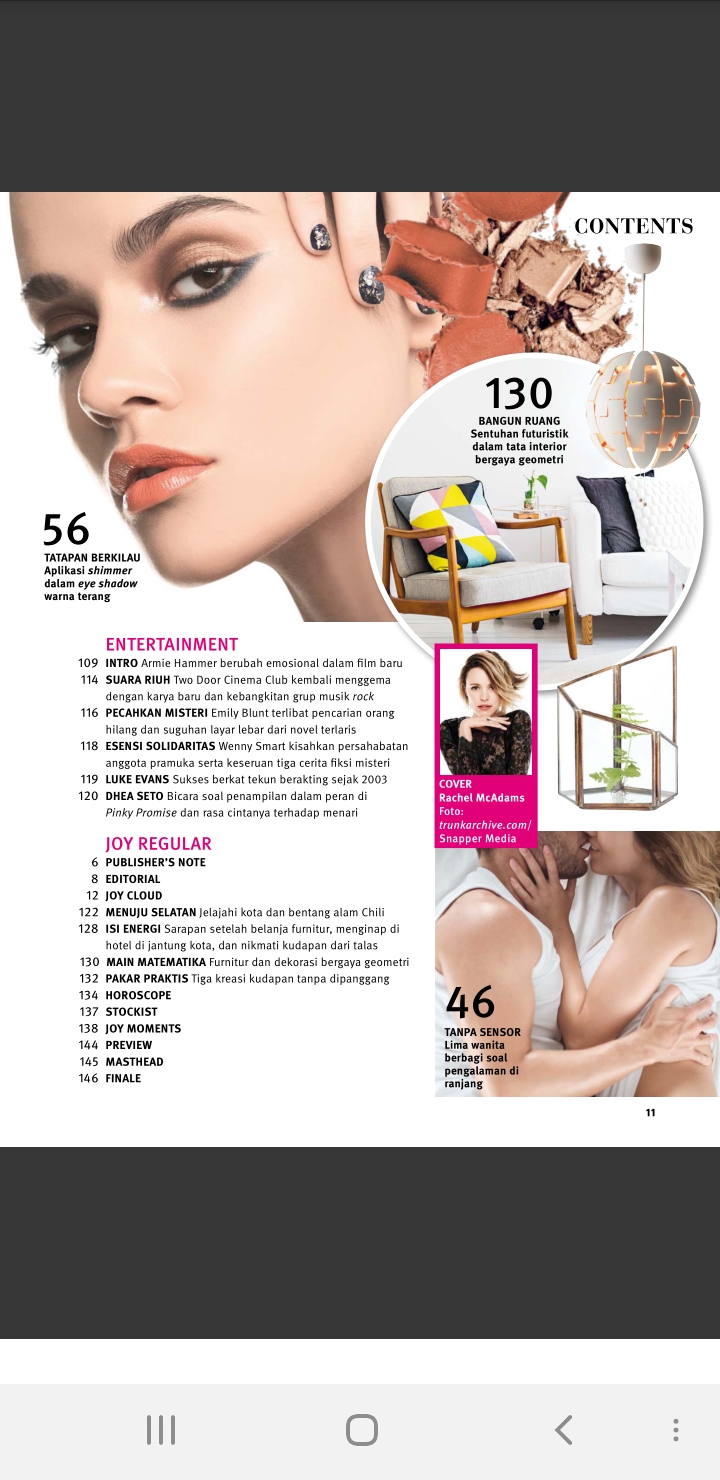 CONTENTS
130
BANGUN RUANG
Sentuhan futuristik
dalam tata interior
bergaya geometri
56
TATAPAN BERKILAU
Aplikasi shimmer
dalam eye shadow
warna terang
ENTERTAINMENT
109 INTRO Armie Hammer berubah emosional dalam film baru
114 SUARA RIUH Two Door Cinema Club kembali menggema
dengan karya baru dan kebangkitan grup musik rock
116 PECAHKAN MISTERI Emily Blunt terlibat pencarian orang
hilang dan suguhan layar lebar dari novel terlaris
118 ESENSI SOLIDARITAS Wenny Smart kisahkan persahabatan
anggota pramuka serta keseruan tiga cerita fiksi misteri
119 LUKE EVANS Sukses berkat tekun berakting sejak 2003
120 DHEA SETO Bicara soal penampilan dalam peran di
Pinky Promise dan rasa cintanya terhadap menari
JOY REGULAR
6 PUBLISHER'S NOTE
8 EDITORIAL
12 JOY CLOUD
122 MENUJU SELATAN Jelajahi kota dan bentang alam Chili
128 ISI ENERGI Sarapan setelah belanja furnitur, menginap di
hotel di jantung kota, dan nikmati kudapan dari talas
130 MAIN MATEMATIKA Furnitur dan dekorasi bergaya geometri
132 PAKAR PRAKTIS Tiga kreasi kudapan tanpa dipanggang
134 HOROSCOPE
137 STOCKIST
138 JOY MOMENTS
144 PREVIEW
145 MASTHEAD
146 FINALE
COVER
Rachel McAdams
Foto:
trunkarchive.com/
Snapper Media
46
TANPA SENSOR
Lima wanita
berbagi soal
pengalaman di
ranjang
11